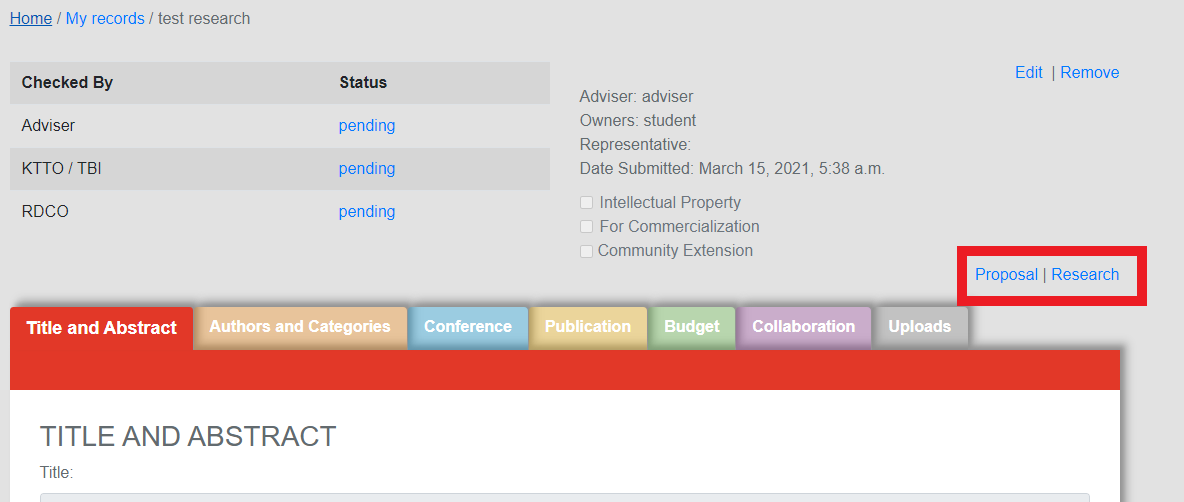 Home / My records / test research
Edit | Remove
Checked By Status
Adviser pending
KTTO / TBI pending
RDCO pending
Adviser: adviser
Owners: student
Representative:
Date Submitted: March 15, 2021, 5:38 a.m.
Intellectual Property
For Commercialization
Community Extension
Proposal | Research
Title and Abstract Authors and Categories Conference Publication Budget Collaboration Uploads
TITLE AND ABSTRACT
Title: